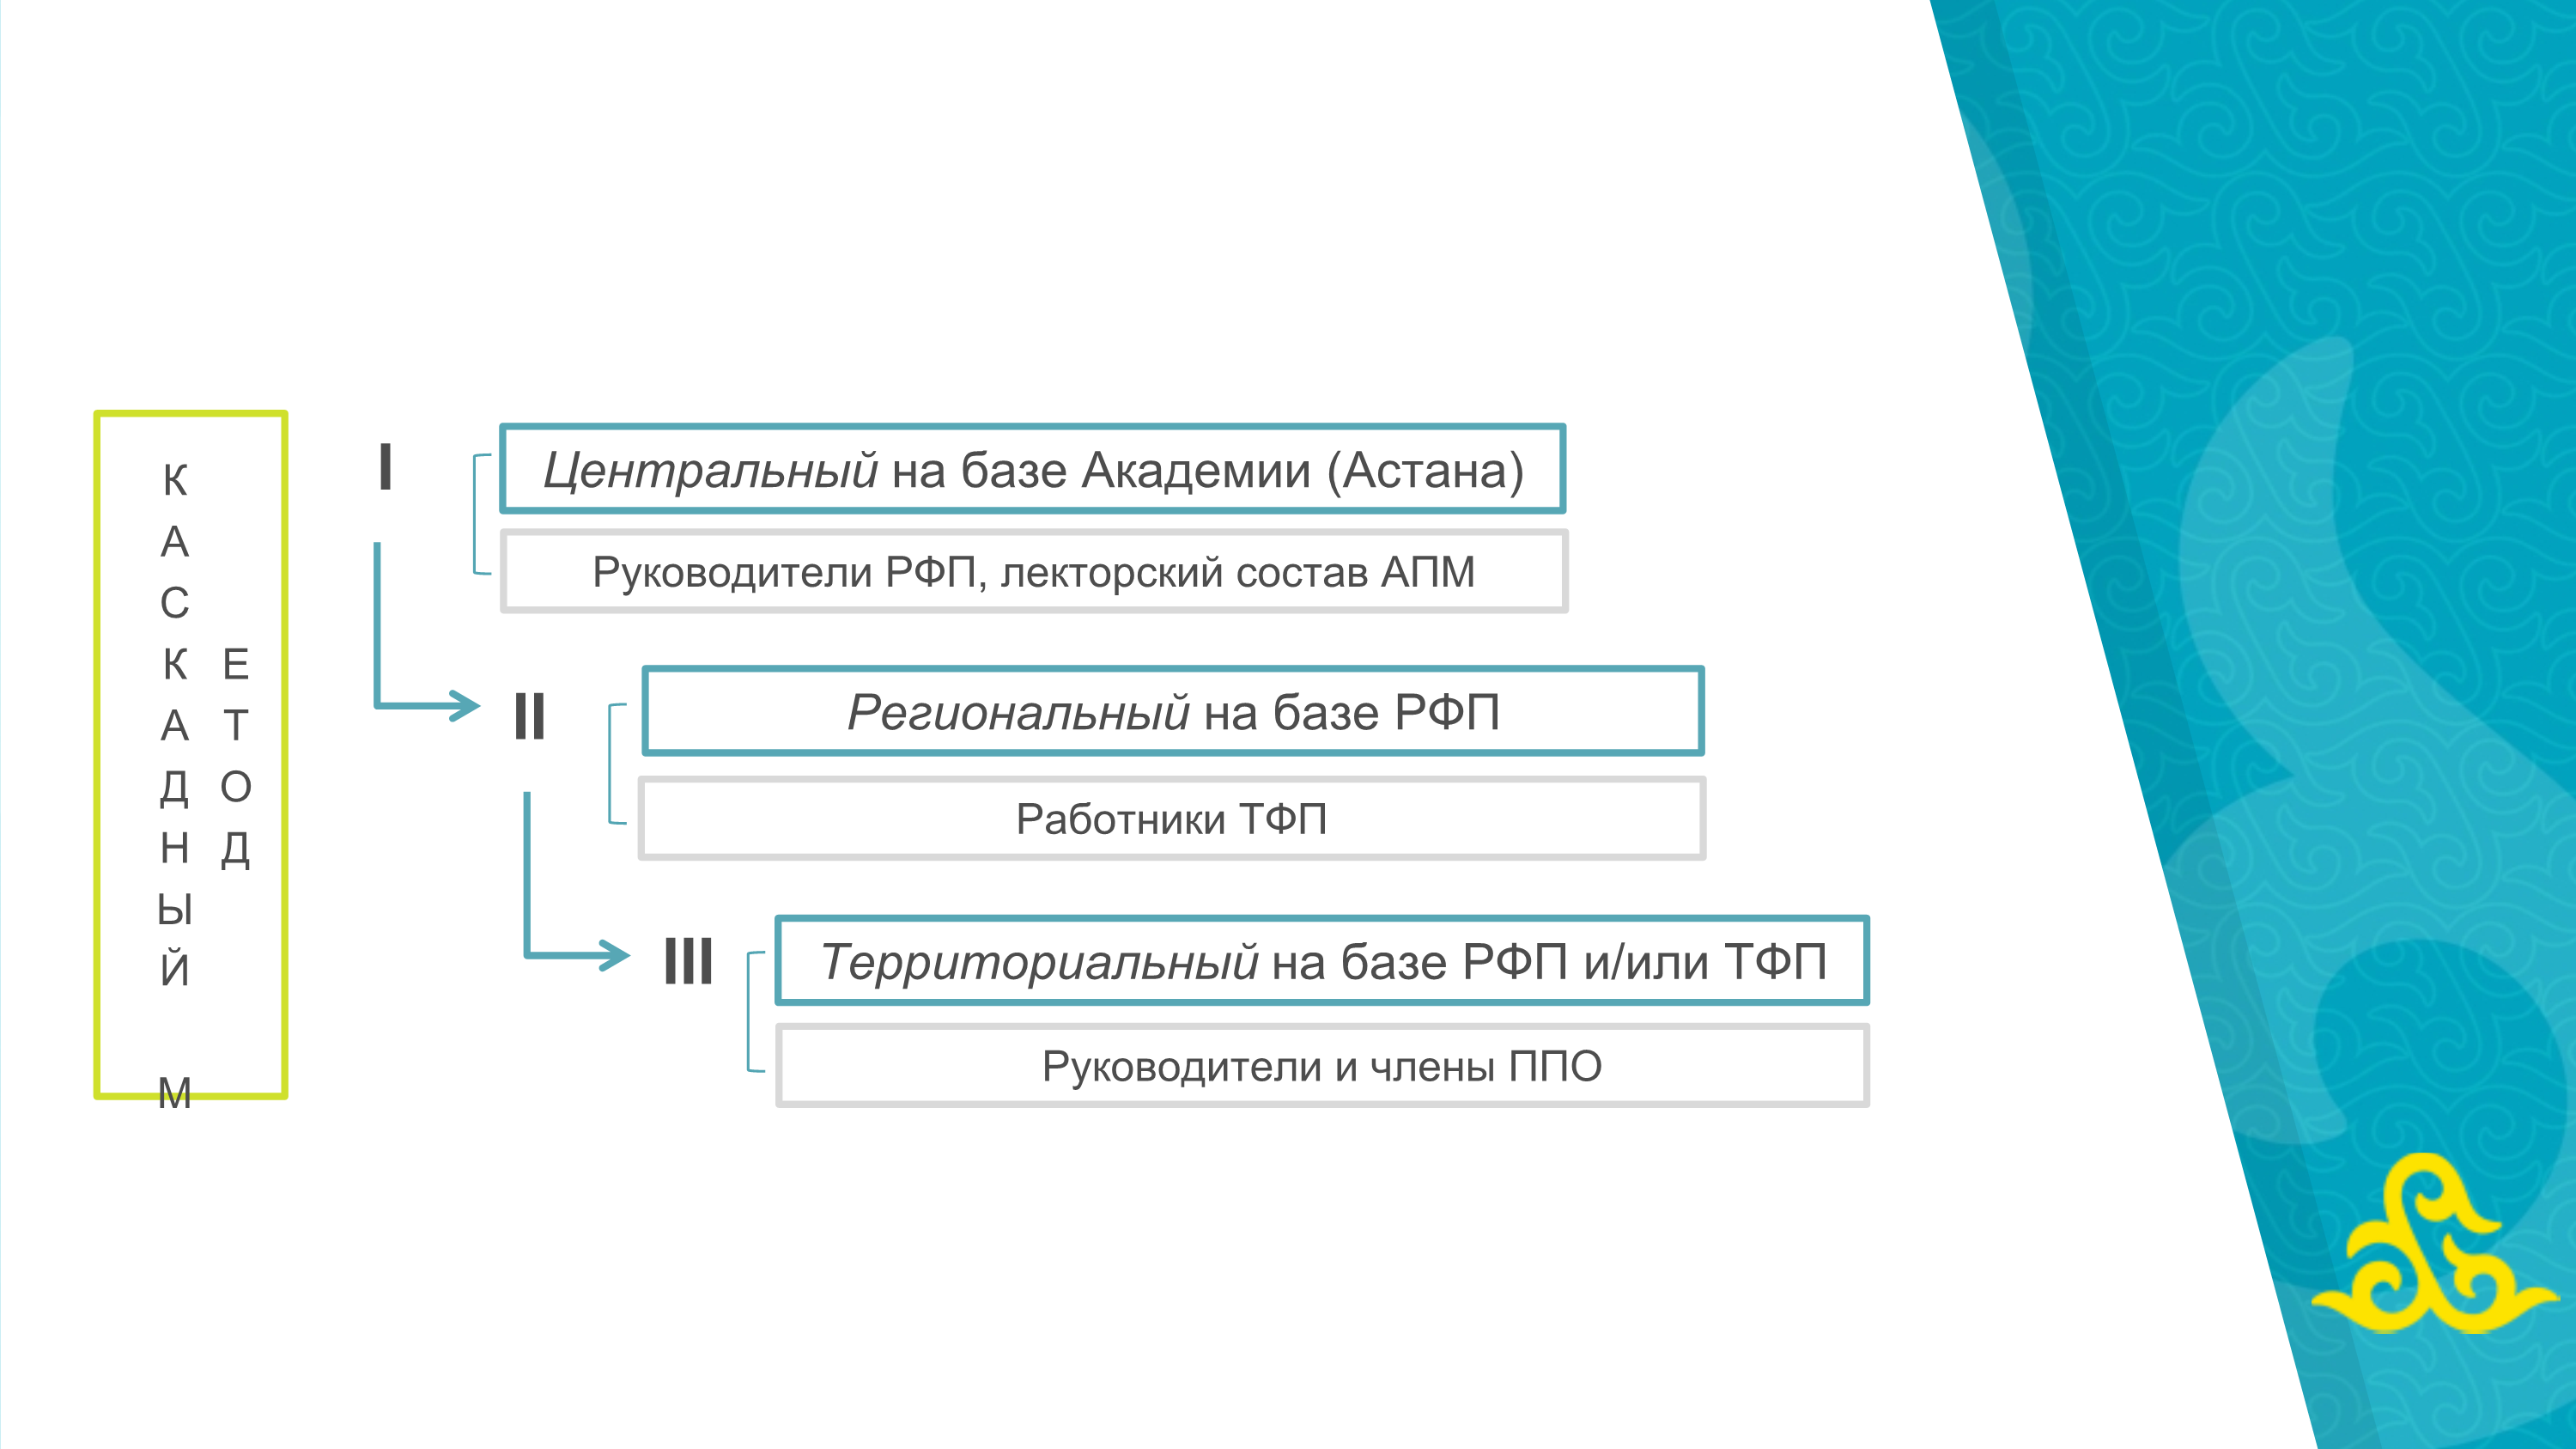 КАСКАДНЫЙ М
ЕТОД
I
Центральный на базе Академии (Астана)
Руководители РФП, лекторский состав АПМ
II
Региональный на базе РФП
Работники ТФП
III
Территориальный на базе РФП и/или ТФП
Руководители и члены ППО